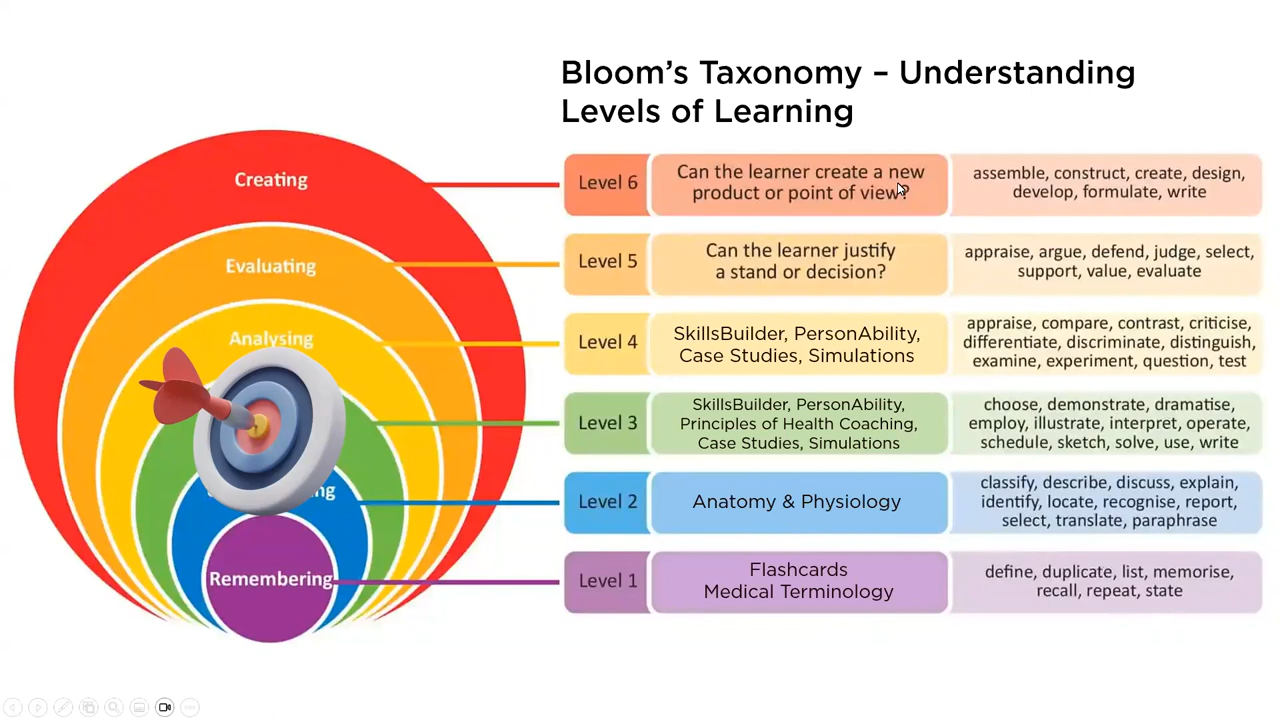 Bloom's Taxonomy – Understanding
Levels of Learning
Creating
Evaluating
Analysing
Remembering
Level 6
Can the learner create a new
product or point of view?
assemble, construct, create, design,
develop, formulate, write
Level 5
Can the learner justify
a stand or decision?
appraise, argue, defend, judge, select,
support, value, evaluate
Level 4
SkillsBuilder, PersonAbility,
Case Studies, Simulations
appraise, compare, contrast, criticise,
differentiate, discriminate, distinguish,
examine, experiment, question, test
Level 3
SkillsBuilder, PersonAbility,
Principles of Health Coaching,
Case Studies, Simulations
choose, demonstrate, dramatise,
employ, illustrate, interpret, operate,
schedule, sketch, solve, use, write
Level 2
Anatomy & Physiology
classify, describe, discuss, explain,
identify, locate, recognise, report,
select, translate, paraphrase
Level 1
Flashcards
Medical Terminology
define, duplicate, list, memorise,
recall, repeat, state